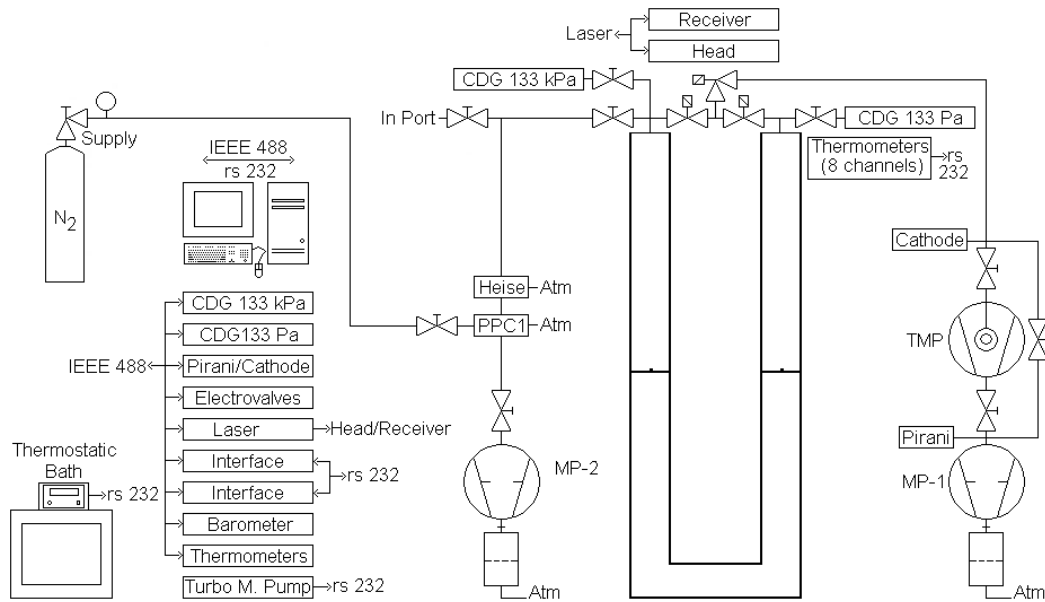 Receiver
Laser
Head
CDG 133 kPa
In Port
CDG 133 Pa
Supply
Thermometers
(8 channels)
rs
232
IEEE 488
rs 232
N2
Cathode
Heise
Atm
CDG 133 kPa
PPC1
Atm
CDG133 Pa
TMP
IEEE 488
Pirani/Cathode
Electrovalves
Laser
Head/Receiver
Pirani
Thermostatic
Bath
Interface
rs 232
MP-2
MP-1
rs 232
Interface
Barometer
Thermometers
Turbo M. Pump
rs 232
Atm
Atm